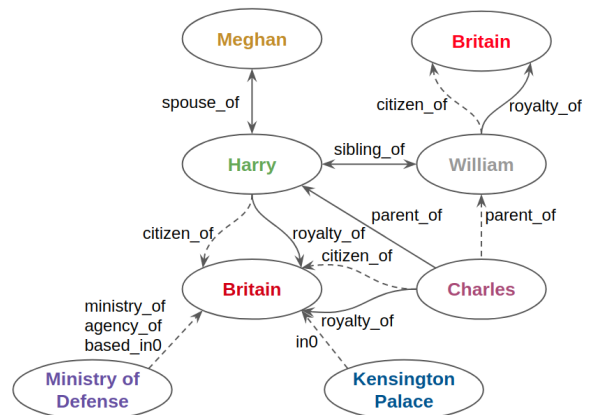 Meghan
Britain
spouse_of
citizen_of
royalty_of
sibling_of
Harry
William
parent_of
parent_of
citizen_of
royalty_of
citizen_of
Britain
Charles
ministry_of
agency_of
based_in0
royalty_of
in0
Ministry of
Defense
Kensington
Palace